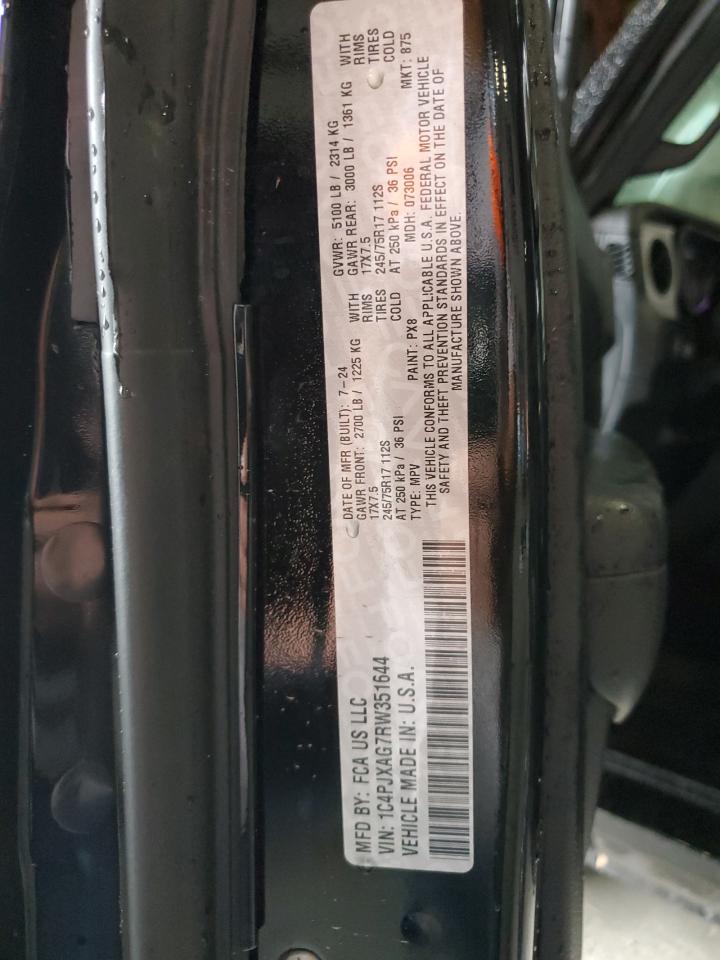 MFD BY: FCA US LLC
VIN: 1C4PJXAG7RW351644
VEHICLE MADE IN: U.S.A.
DATE OF MFR (BUILT): 7-24
GAWR FRONT: 2700 LB / 1225 KG WITH
17X7.5 RIMS
245/75R17 112S TIRES
AT 250 kPa / 36 PSI COLD
GVWR: 5100 LB / 2314 KG
GAWR REAR: 3000 LB / 1361 KG WITH
17X7.5 RIMS
245/75R17 112S TIRES
AT 250 kPa / 36 PSI COLD
TYPE: MPV PAINT: PX8 MDH: 073006 MKT: 875
THIS VEHICLE CONFORMS TO ALL APPLICABLE U.S.A. FEDERAL MOTOR VEHICLE
SAFETY AND THEFT PREVENTION STANDARDS IN EFFECT ON THE DATE OF
MANUFACTURE SHOWN ABOVE.